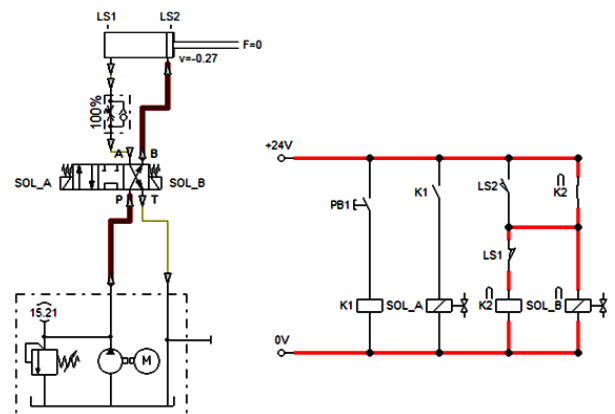 LS1 LS2
F=0
v=-0.27
100%
A B
SOL_A SOL_B
P T
15.21
M
+24V
PB1 K1 LS2 K2
LS1
K1 SOL_A K2 SOL_B
0V